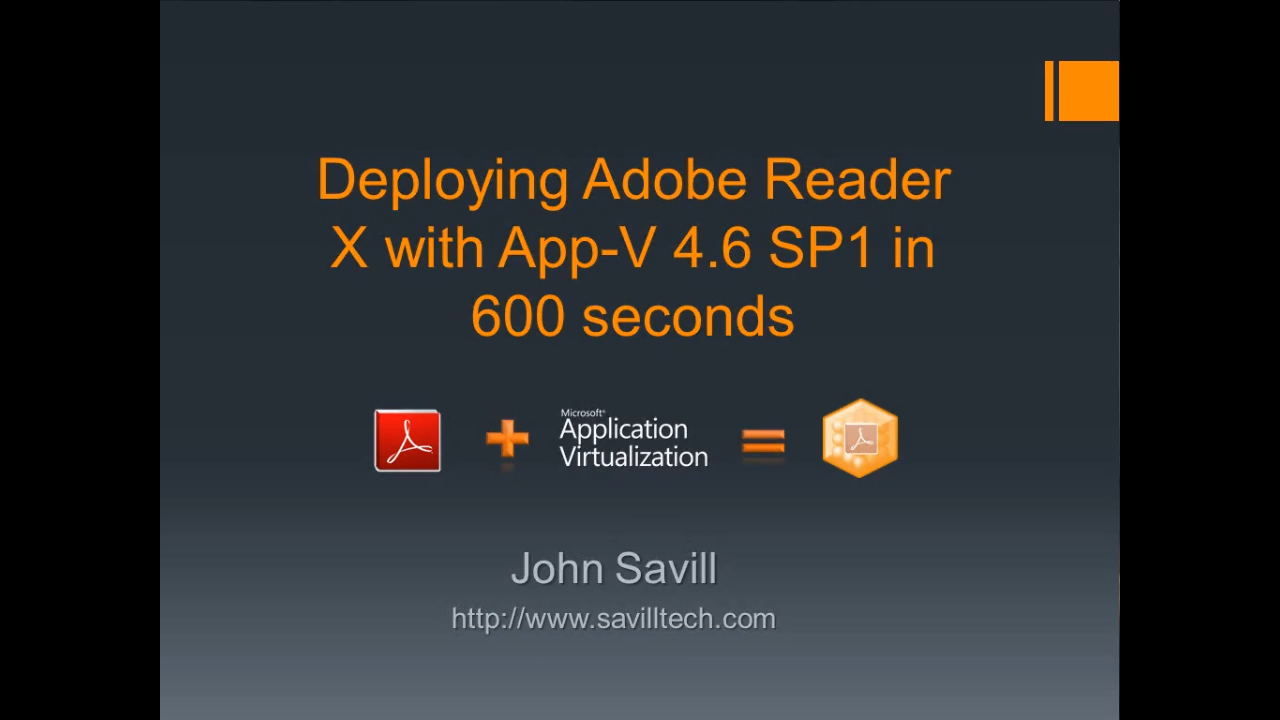 Deploying Adobe Reader
X with App-V 4.6 SP1 in
600 seconds
Microsoft®
Application
Virtualization
John Savill
http://www.savilltech.com